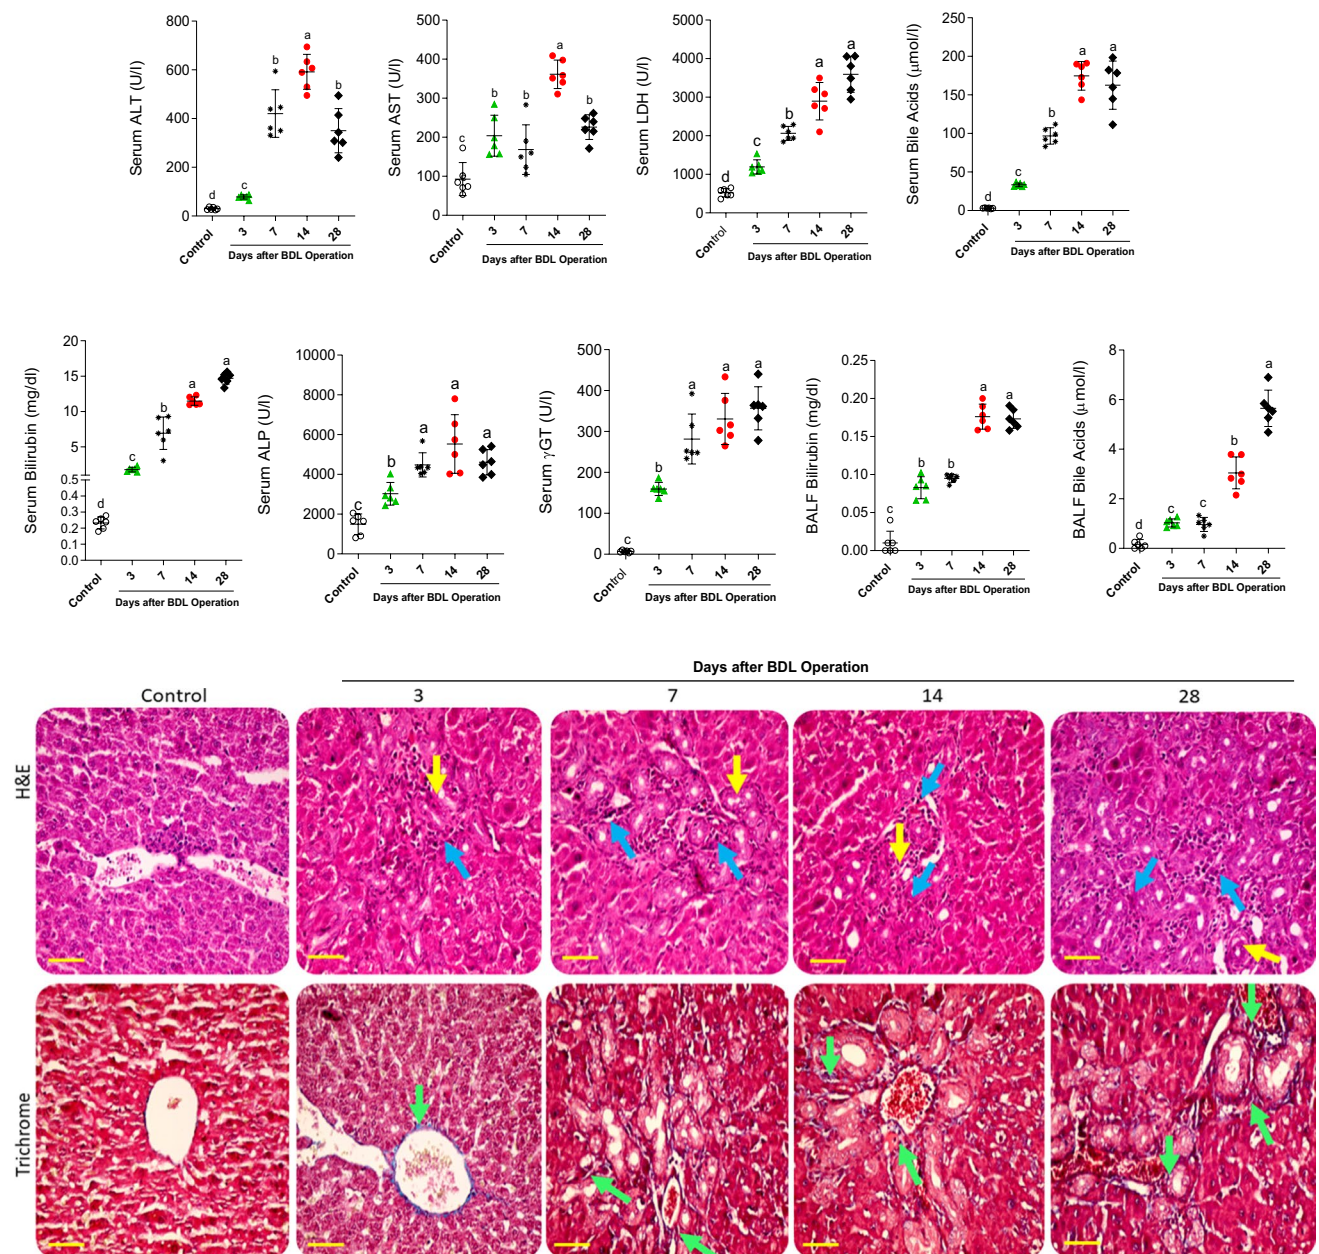 Serum ALT (U/l)
800
600
400
200
0
d
c
b
a
b
Control
3
7
14
28
Days after BDL Operation
Serum AST (U/l)
500
400
300
200
100
0
c
b
b
a
b
Control
3
7
14
28
Days after BDL Operation
Serum LDH (U/l)
5000
4000
3000
2000
1000
0
d
c
b
a
a
Control
3
7
14
28
Days after BDL Operation
Serum Bile Acids (μmol/l)
250
200
150
100
50
0
d
c
b
a
a
Control
3
7
14
28
Days after BDL Operation
Serum Bilirubin (mg/dl)
20
15
10
5
0.5
0.4
0.3
0.2
0.1
0.0
d
c
b
a
a
Control
3
7
14
28
Days after BDL Operation
Serum ALP (U/l)
10000
8000
6000
4000
2000
0
c
b
a
a
a
Control
3
7
14
28
Days after BDL Operation
Serum γGT (U/l)
500
400
300
200
100
0
c
b
a
a
a
Control
3
7
14
28
Days after BDL Operation
BALF Bilirubin (mg/dl)
0.25
0.20
0.15
0.10
0.05
0.00
c
b
b
a
a
Control
3
7
14
28
Days after BDL Operation
BALF Bile Acids (μmol/l)
8
6
4
2
0
d
c
c
b
a
Control
3
7
14
28
Days after BDL Operation
Days after BDL Operation
Control
3
7
14
28
H&E
Trichrome